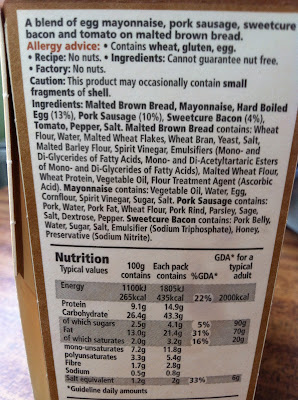 A blend of egg mayonnaise, pork sausage, sweetcure
bacon and tomato on malted brown bread.
Allergy advice: • Contains wheat, gluten, egg.
• Recipe: No nuts. • Ingredients: Cannot guarantee nut free.
• Factory: No nuts.
Caution: This product may occasionally contain small
fragments of shell.
Ingredients: Malted Brown Bread, Mayonnaise, Hard Boiled
Egg (13%), Pork Sausage (10%), Sweetcure Bacon (4%),
Tomato, Pepper, Salt. Malted Brown Bread contains: Wheat
Flour, Water, Malted Wheat Flakes, Wheat Bran, Yeast, Salt,
Malted Barley Flour, Spirit Vinegar, Emulsifiers (Mono- and
Di-Glycerides of Fatty Acids, Mono- and Di-Acetyltartaric Esters
of Mono- and Di-Glycerides of Fatty Acids), Malted Wheat Flour,
Wheat Protein, Vegetable Oil, Flour Treatment Agent (Ascorbic
Acid). Mayonnaise contains: Vegetable Oil, Water, Egg,
Cornflour, Spirit Vinegar, Sugar, Salt. Pork Sausage contains:
Pork, Water, Pork Fat, Wheat Flour, Pork Rind, Parsley, Sage,
Salt, Dextrose, Pepper. Sweetcure Bacon contains: Pork Belly,
Water, Sugar, Salt, Emulsifier (Sodium Triphosphate), Honey,
Preservative (Sodium Nitrite).
Nutrition GDA* for a
Typical values 100g contains Each pack contains %GDA* typical adult
Energy 1100kJ 1805kJ
265kcal 435kcal 22% 2000kcal
Protein 9.1g 14.9g
Carbohydrate 26.4g 43.3g
of which sugars 2.5g 4.1g 5% 90g
Fat 13.0g 21.4g 31% 70g
of which saturates 2.0g 3.2g 16% 20g
mono-unsaturates 7.2g 11.8g
polyunsaturates 3.3g 5.4g
Fibre 1.7g 2.8g
Sodium 0.5g 0.8g
Salt equivalent 1.2g 2g 33% 6g
*Guideline daily amounts